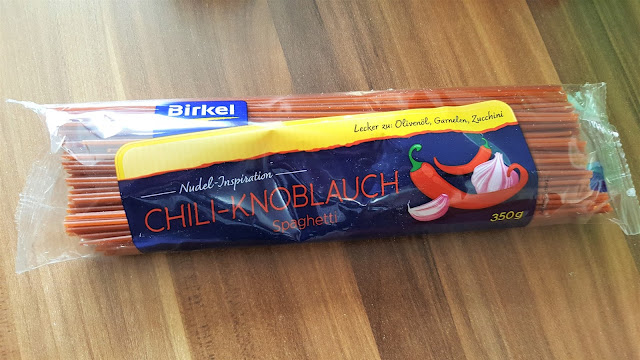 Birkel
Lecker zu: Olivenöl, Garnelen, Zucchini
Nudel-Inspiration
CHILI-KNOBLAUCH
Spaghetti
350g